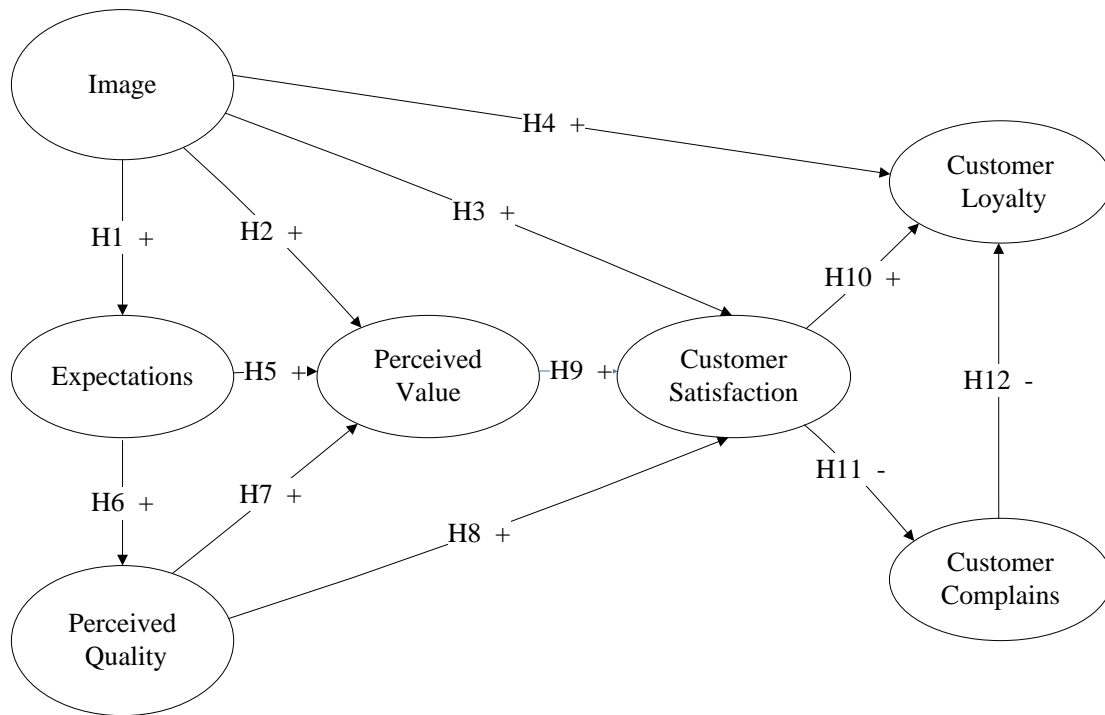 Image
H4 +
Customer
Loyalty
H3 +
H1 +
H2 +
H10 +
Expectations
H5 +
Perceived
Value
H9 +
Customer
Satisfaction
H12 -
H11 -
H6 +
H7 +
H8 +
Customer
Complains
Perceived
Quality